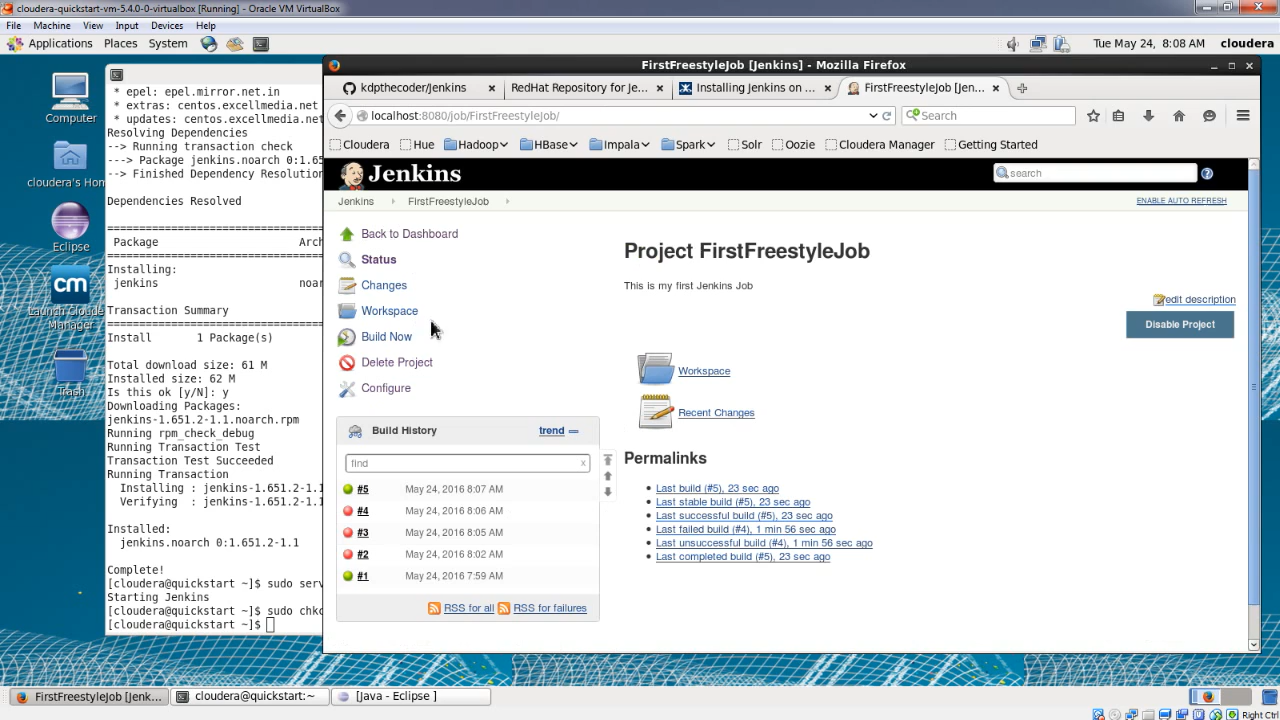 cloudera-quickstart-vm-5.4.0-0-virtualbox [Running] - Oracle VM VirtualBox
File Machine View Input Devices Help
Applications Places System Tue May 24, 8:08 AM cloudera
FirstFreestyleJob [Jenkins] - Mozilla Firefox
kdpthecoder/Jenkins × RedHat Repository for Je... × Installing Jenkins on ... × FirstFreestyleJob [Jen... ×
localhost:8080/job/FirstFreestyleJob/ Search
Cloudera Hue Hadoop HBase Impala Spark Solr Oozie Cloudera Manager Getting Started
Jenkins search
Jenkins FirstFreestyleJob ENABLE AUTO REFRESH
Back to Dashboard
Status
Changes
Workspace
Build Now
Delete Project
Configure
Project FirstFreestyleJob
This is my first Jenkins Job
edit description
Disable Project
Workspace
Recent Changes
Build History trend
find x
#5 May 24, 2016 8:07 AM
#4 May 24, 2016 8:06 AM
#3 May 24, 2016 8:05 AM
#2 May 24, 2016 8:02 AM
#1 May 24, 2016 7:59 AM
RSS for all RSS for failures
Permalinks
Last build (#5), 23 sec ago
Last stable build (#5), 23 sec ago
Last successful build (#5), 23 sec ago
Last failed build (#4), 1 min 56 sec ago
Last unsuccessful build (#4), 1 min 56 sec ago
Last completed build (#5), 23 sec ago
Computer
cloudera's Hom
Eclipse
cm
Launch Cloude
Manager
Trash
* epel: epel.mirror.net.in
* extras: centos.excellmedia.net
* updates: centos.excellmedia.net
Resolving Dependencies
--> Running transaction check
---> Package jenkins.noarch 0:1.65
--> Finished Dependency Resolution
Dependencies Resolved
================================
Package Arc
================================
Installing:
jenkins noar
Transaction Summary
================================
Install 1 Package(s)
Total download size: 61 M
Installed size: 62 M
Is this ok [y/N]: y
Downloading Packages:
jenkins-1.651.2-1.1.noarch.rpm
Running rpm_check_debug
Running Transaction Test
Transaction Test Succeeded
Running Transaction
Installing : jenkins-1.651.2-1.1
Verifying : jenkins-1.651.2-1.1
Installed:
jenkins.noarch 0:1.651.2-1.1
Complete!
[cloudera@quickstart ~]$ sudo serv
Starting Jenkins
[cloudera@quickstart ~]$ sudo chkc
[cloudera@quickstart ~]$
FirstFreestyleJob [Jenk... cloudera@quickstart:~ [Java - Eclipse ]
Right Ctrl